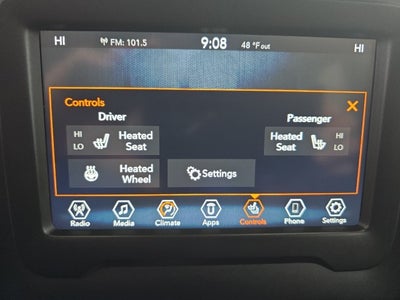 HI FM: 101.5 9:08 48 °F out HI
Controls
Driver Passenger
HI LO Heated Seat
Heated Seat HI LO
Heated Wheel
Settings
Radio Media Climate Apps Controls Phone Settings